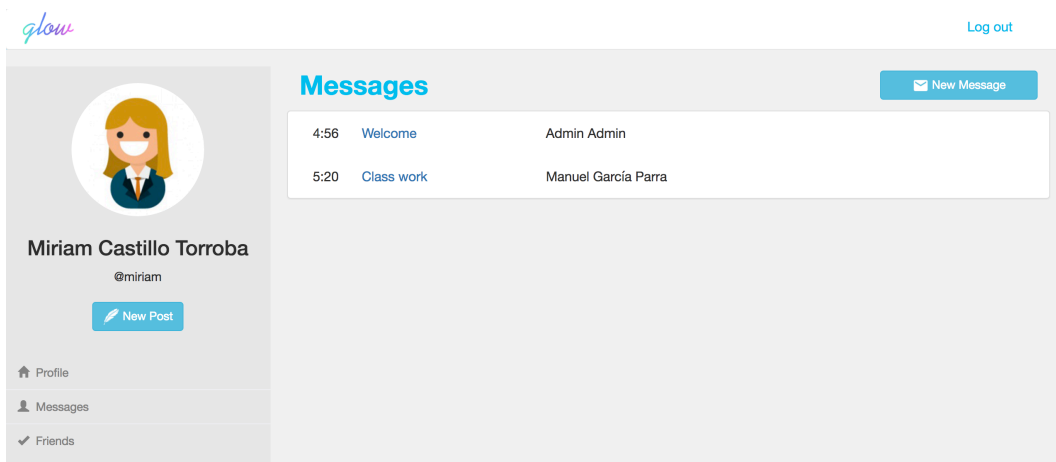 glow
Log out
Messages
New Message
4:56 Welcome Admin Admin
5:20 Class work Manuel García Parra
Miriam Castillo Torroba
@miriam
New Post
Profile
Messages
Friends